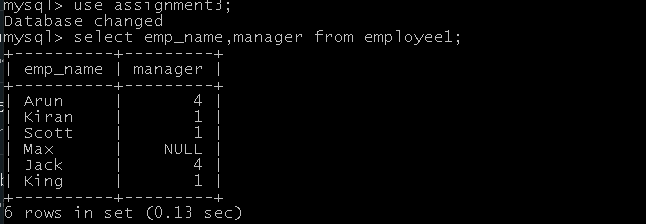 mysql> use assignment3;
Database changed
mysql> select emp_name,manager from employee1;
+----------+---------+
| emp_name | manager |
+----------+---------+
| Arun     |       4 |
| Kiran    |       1 |
| Scott    |       1 |
| Max      |    NULL |
| Jack     |       4 |
| King     |       1 |
+----------+---------+
6 rows in set (0.13 sec)